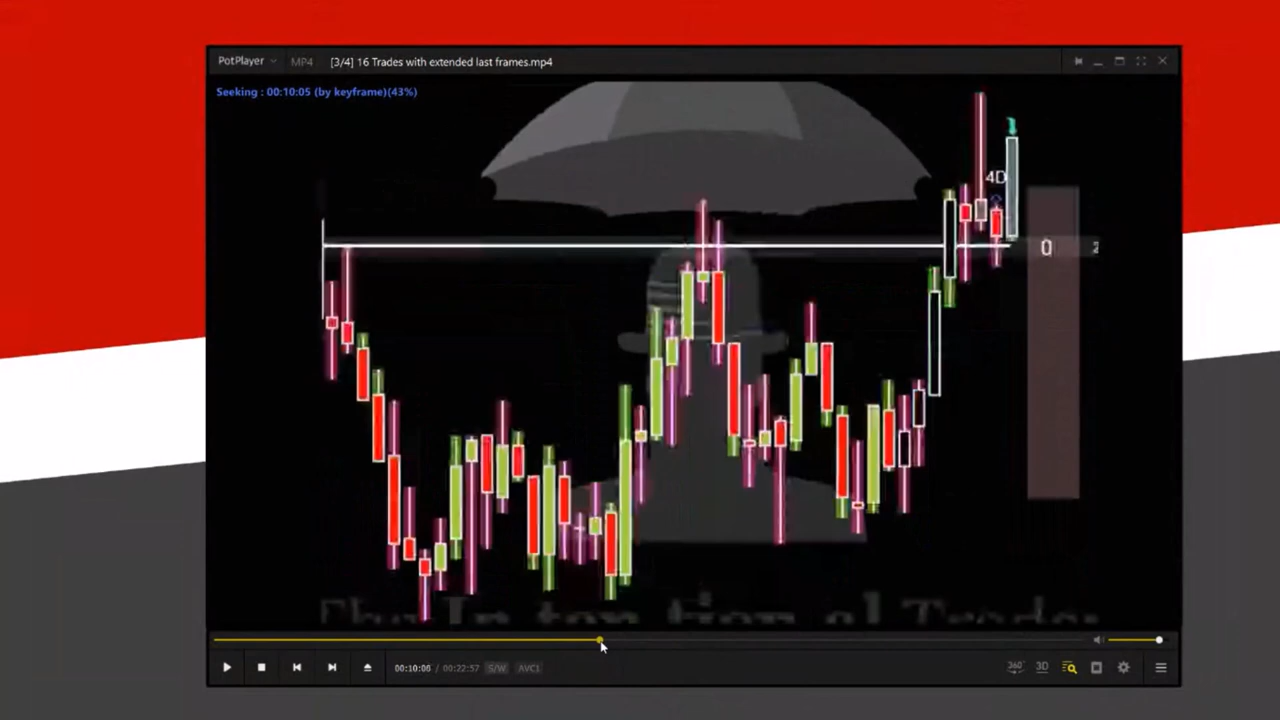 PotPlayer MP4 [3/4] 16 Trades with extended last frames.mp4
Seeking : 00:10:05 (by keyframe)(43%)
4D
0
00:10:06 / 00:22:57 S/W AVC1 360° 3D